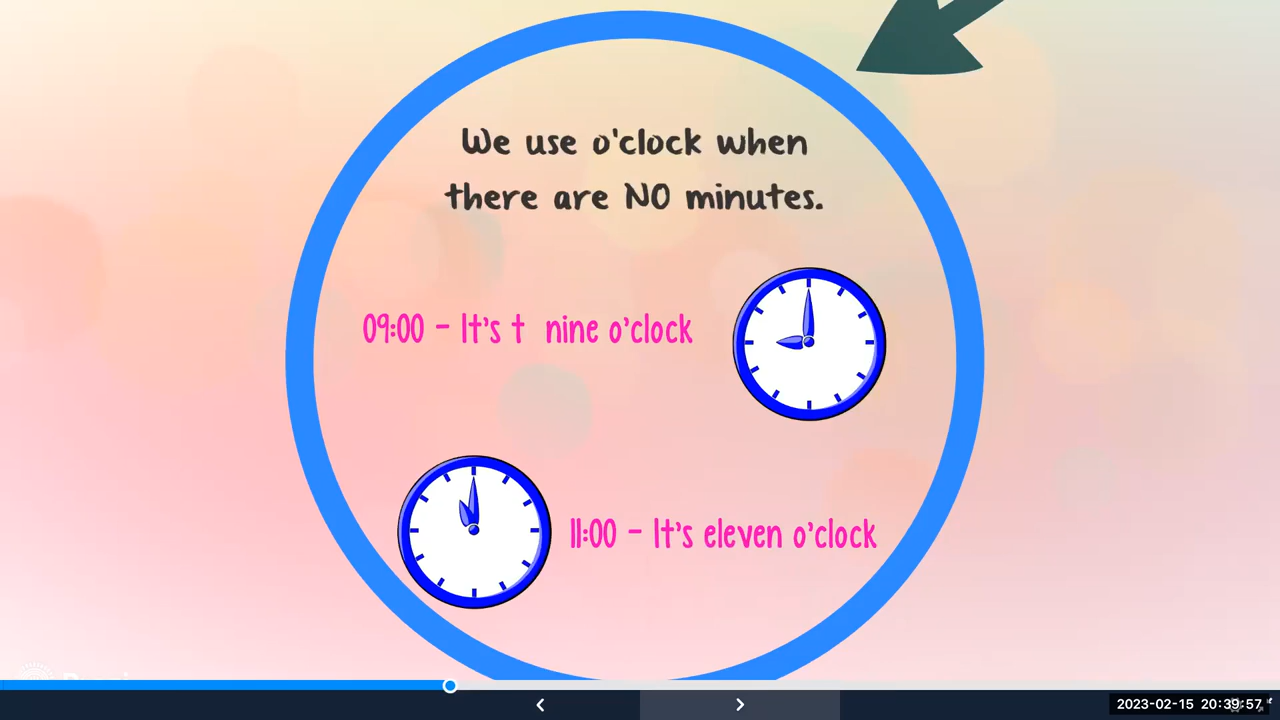 We use o'clock when
there are NO minutes.
09:00 - It's t nine o'clock
11:00 - It's eleven o'clock
2023-02-15 20:39:57